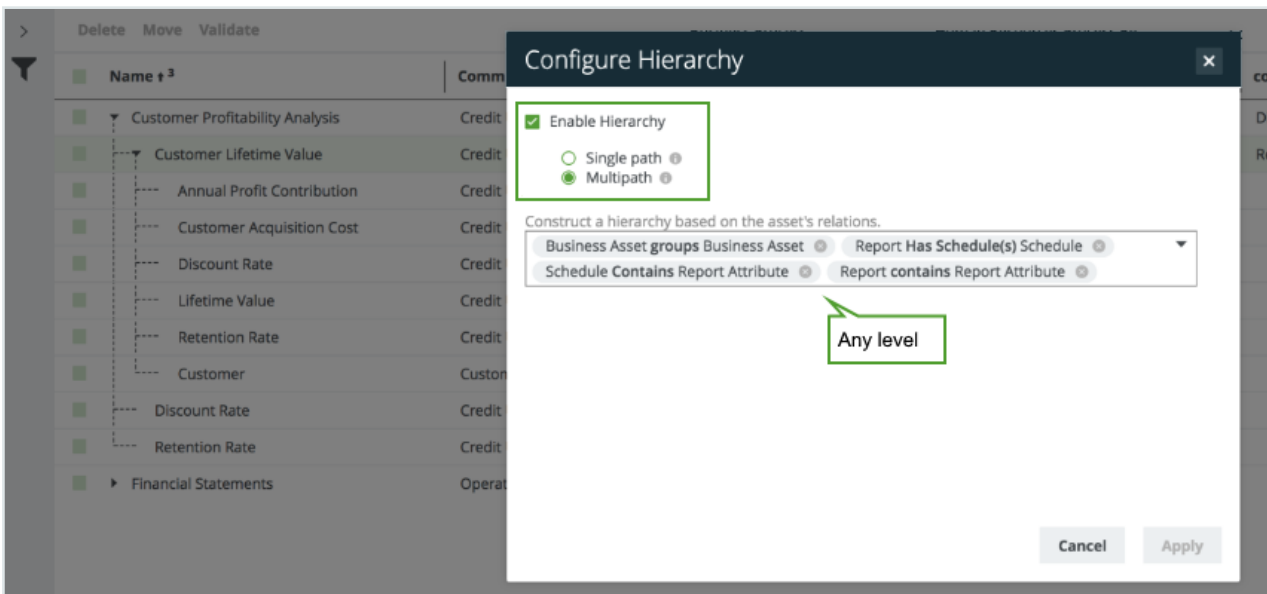 Delete Move Validate
Name ↑ 3
Comm
Configure Hierarchy
Customer Profitability Analysis
Credit
Customer Lifetime Value
Credit
Annual Profit Contribution
Credit
Customer Acquisition Cost
Credit
Discount Rate
Credit
Lifetime Value
Credit
Retention Rate
Credit
Customer
Custon
Discount Rate
Credit
Retention Rate
Credit
Financial Statements
Operat
Enable Hierarchy
Single path
Multipath
Construct a hierarchy based on the asset's relations.
Business Asset groups Business Asset Report Has Schedule(s) Schedule
Schedule Contains Report Attribute Report contains Report Attribute
Any level
Cancel Apply
co
D
R